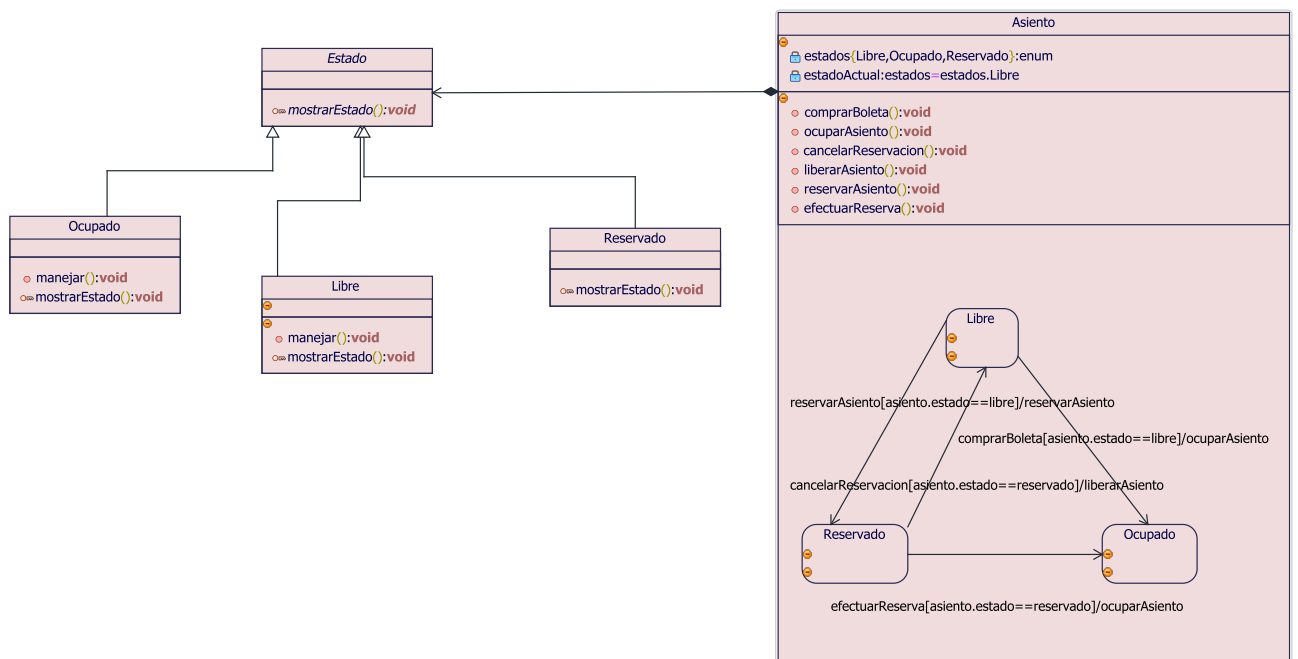 Estado
mostrarEstado():void
Ocupado
manejar():void
mostrarEstado():void
Libre
manejar():void
mostrarEstado():void
Reservado
mostrarEstado():void
Asiento
estados{Libre,Ocupado,Reservado}:enum
estadoActual:estados=estados.Libre
comprarBoleta():void
ocuparAsiento():void
cancelarReservacion():void
liberarAsiento():void
reservarAsiento():void
efectuarReserva():void
Libre
reservarAsiento[asiento.estado==libre]/reservarAsiento
comprarBoleta[asiento.estado==libre]/ocuparAsiento
cancelarReservacion[asiento.estado==reservado]/liberarAsiento
Reservado
Ocupado
efectuarReserva[asiento.estado==reservado]/ocuparAsiento